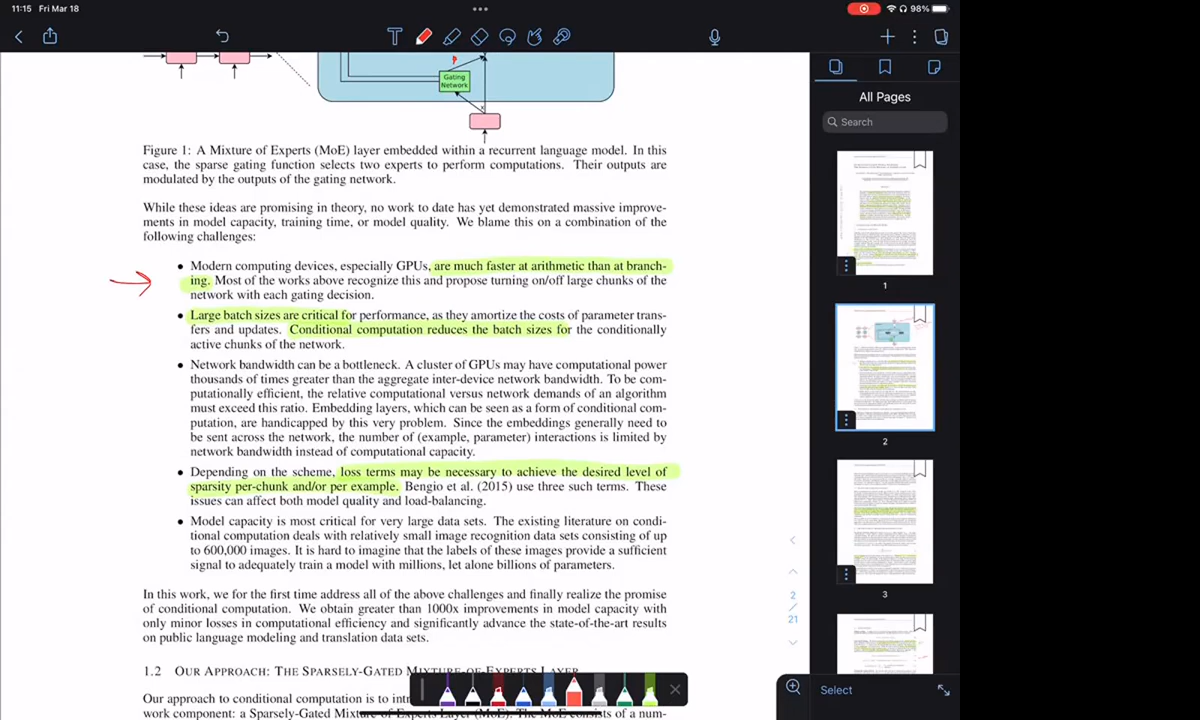 11:15 Fri Mar 18
98%
All Pages
Search
P
Gating
Network
x
Figure 1: A Mixture of Experts (MoE) layer embedded within a recurrent language model. In this
case, the sparse gating function selects two experts to perform computations. Their outputs are
modulated by the outputs of the gating network.
While these ideas are promising in theory, no work to date has yet demonstrated massive improve-
ments in model capacity, training time, or model quality. We blame this on a combination of the
following challenges:
• Modern computing devices, especially GPUs, are much faster at arithmetic than at branch-
ing. Most of the works above recognize this and propose turning on/off large chunks of the
network with each gating decision.
• Large batch sizes are critical for performance, as they amortize the costs of parameter trans-
fers and updates. Conditional computation reduces the batch sizes for the conditionally
active chunks of the network.
• Network bandwidth can be a bottleneck. A cluster of GPUs may have computational power
thousands of times greater than the aggregate inter-device network bandwidth. To be com-
putationally efficient, the relative computational versus network demands of an algorithm
must exceed this ratio. Embedding layers, which can be seen as a form of conditional com-
putation, are handicapped by this very problem. Since the embeddings generally need to
be sent across the network, the number of (example, parameter) interactions is limited by
network bandwidth instead of computational capacity.
• Depending on the scheme, loss terms may be necessary to achieve the desired level of
sparsity per-chunk and/or per example. Bengio et al. (2015) use three such terms. These
issues can affect both model quality and load-balancing.
• Model capacity is most critical for very large data sets. The existing literature on condi-
tional computation deals with relatively small image recognition data sets consisting of up
to 600,000 images. It is hard to imagine that the labels of these images provide a sufficient
signal to adequately train a model with millions, let alone billions of parameters.
In this work, we for the first time address all of the above challenges and finally realize the promise
of conditional computation. We obtain greater than 1000x improvements in model capacity with
only minor losses in computational efficiency and significantly advance the state-of-the-art results
on public language modeling and translation data sets.
1.2 OUR APPROACH: THE SPARSELY-GATED MIXTURE-OF-EXPERTS LAYER
Our approach to conditional computation is to
work component: a Sparsely-Gated Mixture-of-Experts Layer (MoE). The MoE consists of a num-
1
2
3
2
/
21
Select